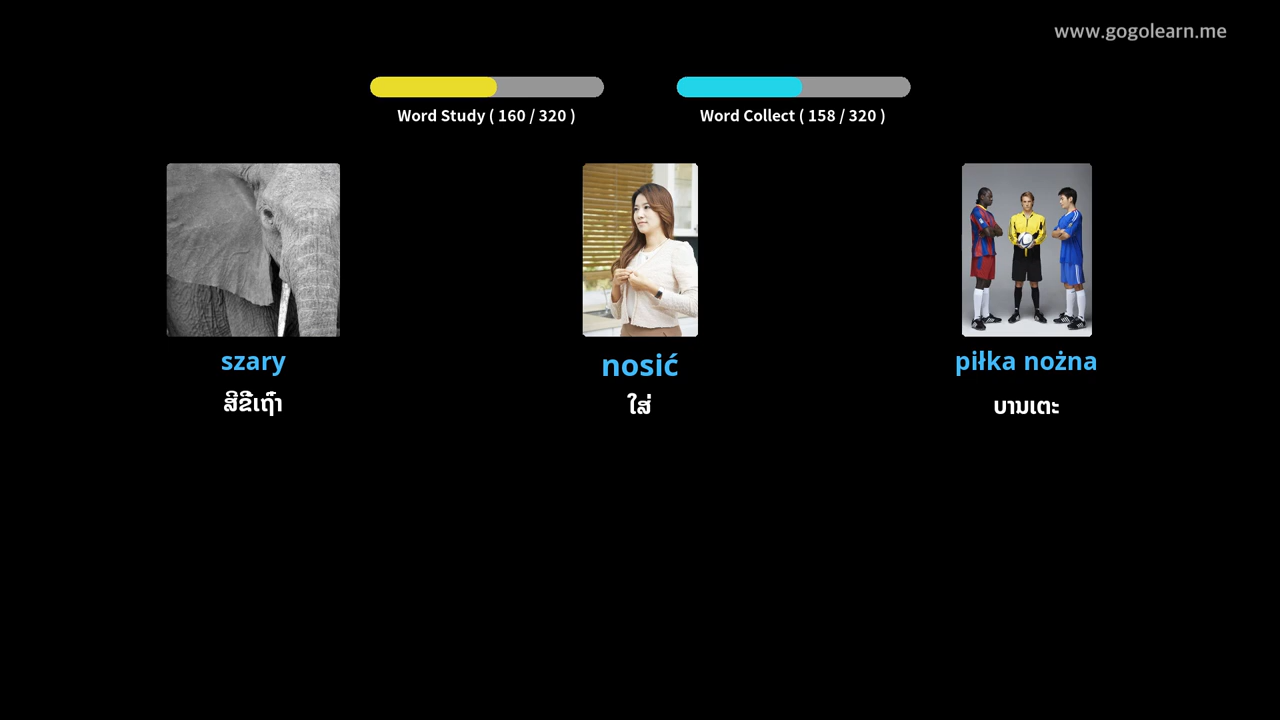 www.gogolearn.me
Word Study ( 160 / 320 )
Word Collect ( 158 / 320 )
szary
nosić
piłka nożna
ສີຂີ້ເຖົ່າ
ໃສ່
ບານເຕະ